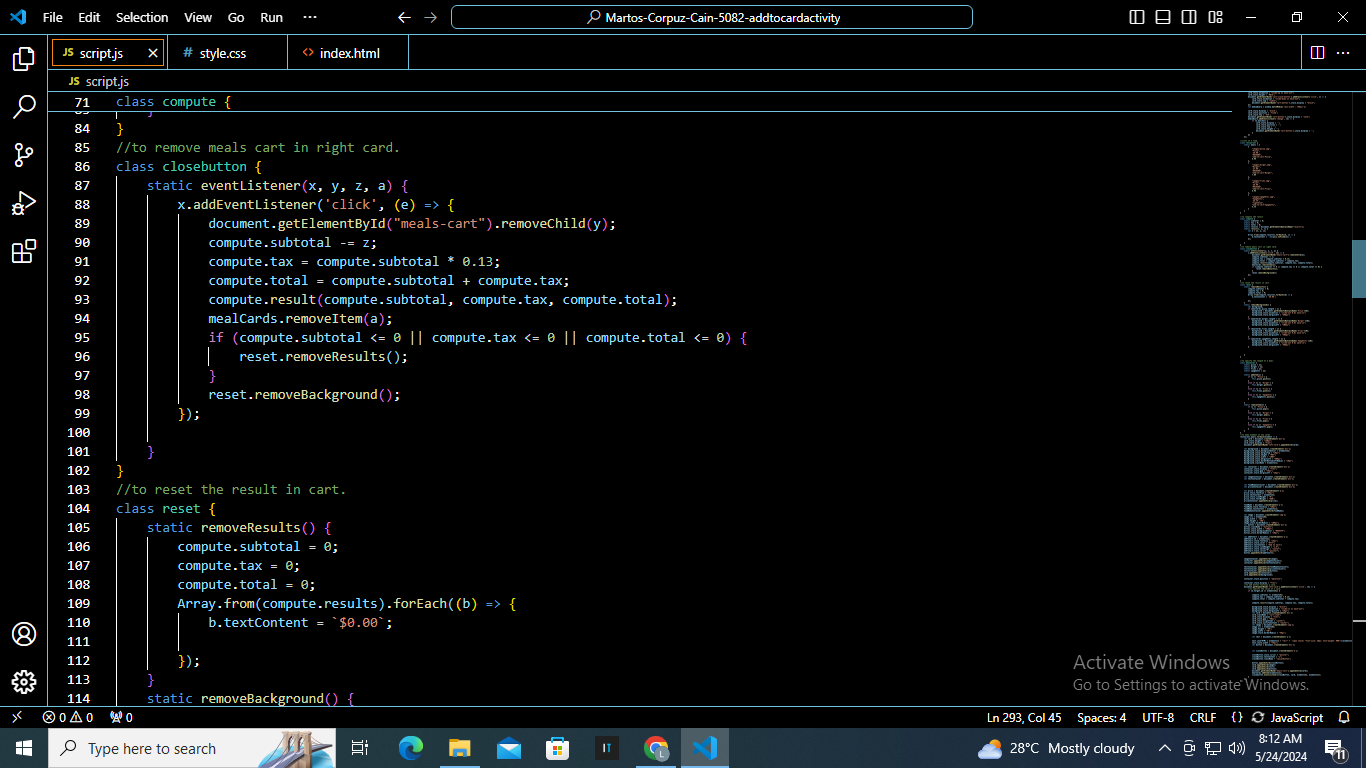 File Edit Selection View Go Run ··· Martos-Corpuz-Cain-5082-addtocardactivity
JS script.js # style.css <> index.html
JS script.js
71 class compute {
84 }
85 //to remove meals cart in right card.
86 class closebutton {
87 static eventListener(x, y, z, a) {
88 x.addEventListener('click', (e) => {
89 document.getElementById("meals-cart").removeChild(y);
90 compute.subtotal -= z;
91 compute.tax = compute.subtotal * 0.13;
92 compute.total = compute.subtotal + compute.tax;
93 compute.result(compute.subtotal, compute.tax, compute.total);
94 mealCards.removeItem(a);
95 if (compute.subtotal <= 0 || compute.tax <= 0 || compute.total <= 0) {
96 reset.removeResults();
97 }
98 reset.removeBackground();
99 });
100
101 }
102 }
103 //to reset the result in cart.
104 class reset {
105 static removeResults() {
106 compute.subtotal = 0;
107 compute.tax = 0;
108 compute.total = 0;
109 Array.from(compute.results).forEach((b) => {
110 b.textContent = `$0.00`;
111
112 });
113 }
114 static removeBackground() {
Activate Windows
Go to Settings to activate Windows.
0 0 0 Ln 293, Col 45 Spaces: 4 UTF-8 CRLF {} JavaScript
Type here to search IT L 28°C Mostly cloudy 8:12 AM
5/24/2024 11